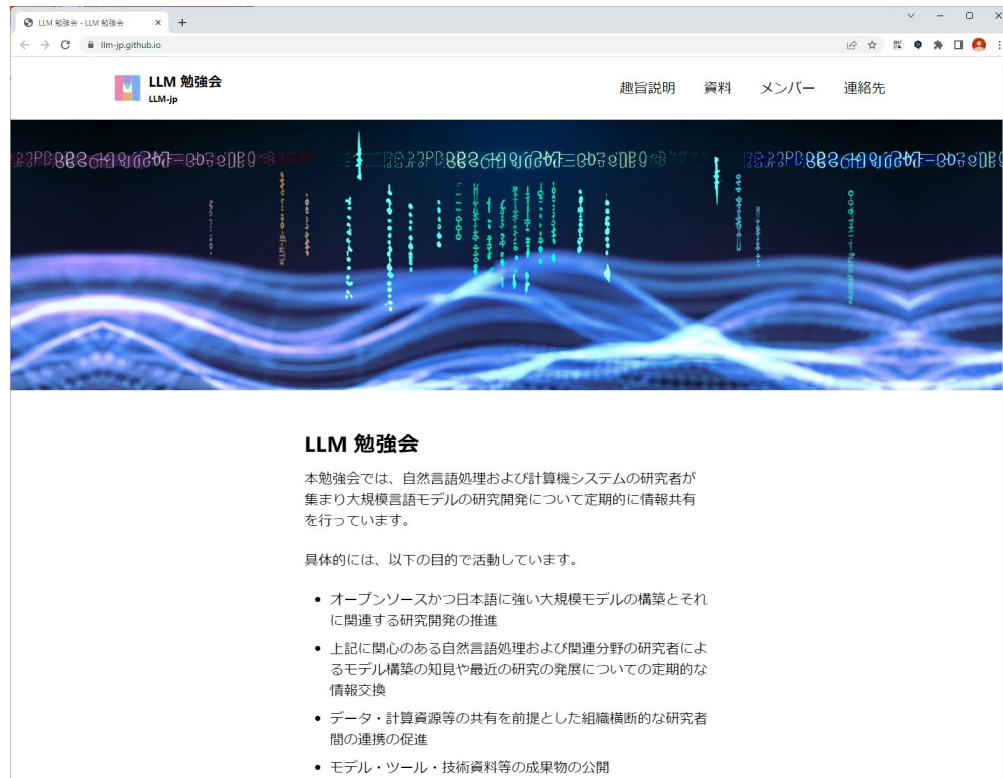 LLM 勉強会 - LLM 勉強会
llm-jp.github.io
LLM 勉強会
LLM-jp
趣旨説明 資料 メンバー 連絡先
LLM 勉強会
本勉強会では、自然言語処理および計算機システムの研究者が
集まり大規模言語モデルの研究開発について定期的に情報共有
を行っています。
具体的には、以下の目的で活動しています。
• オープンソースかつ日本語に強い大規模モデルの構築とそれ
に関連する研究開発の推進
• 上記に関心のある自然言語処理および関連分野の研究者によ
るモデル構築の知見や最近の研究の発展についての定期的な
情報交換
• データ・計算資源等の共有を前提とした組織横断的な研究者
間の連携の促進
• モデル・ツール・技術資料等の成果物の公開